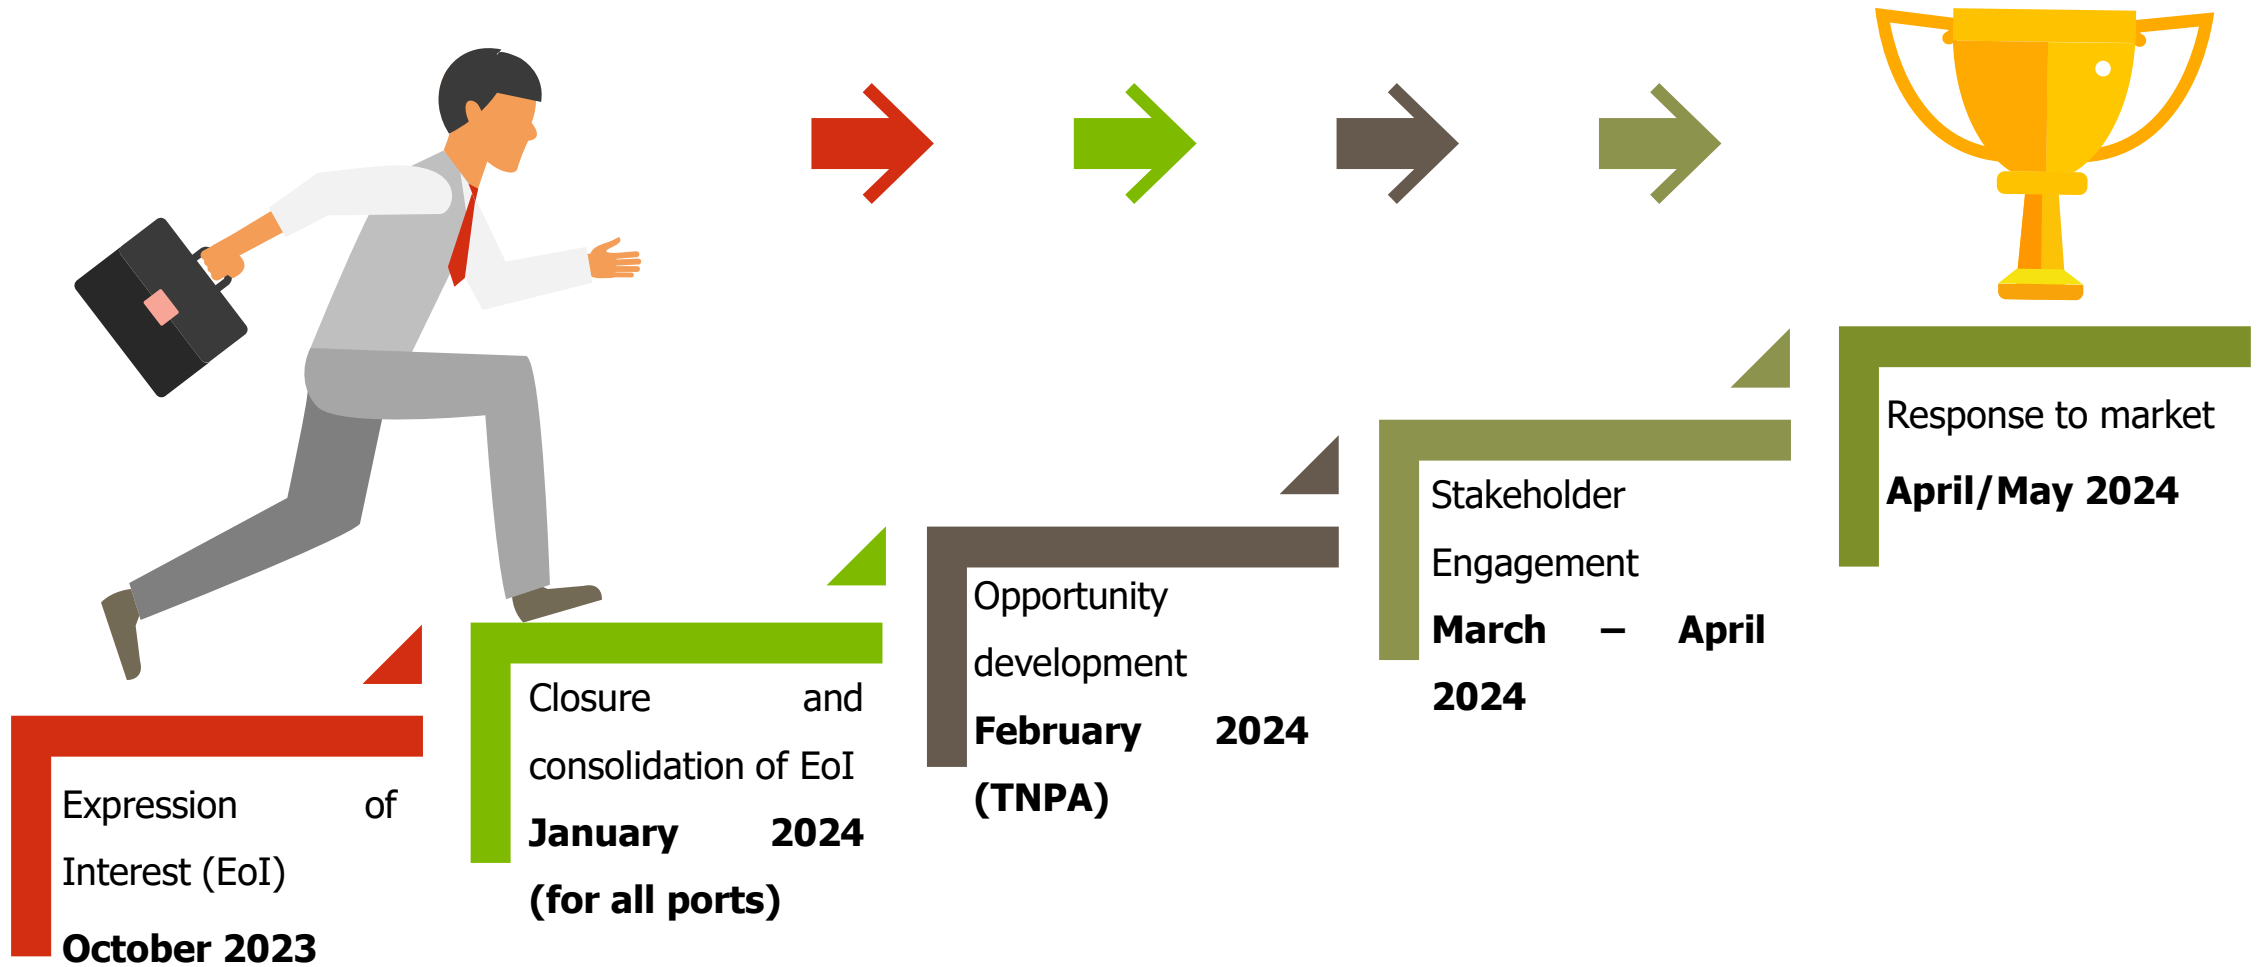 Expression of
Interest (EoI)
October 2023
Closure and
consolidation of EoI
January 2024
(for all ports)
Opportunity
development
February 2024
(TNPA)
Stakeholder
Engagement
March – April
2024
Response to market
April/May 2024